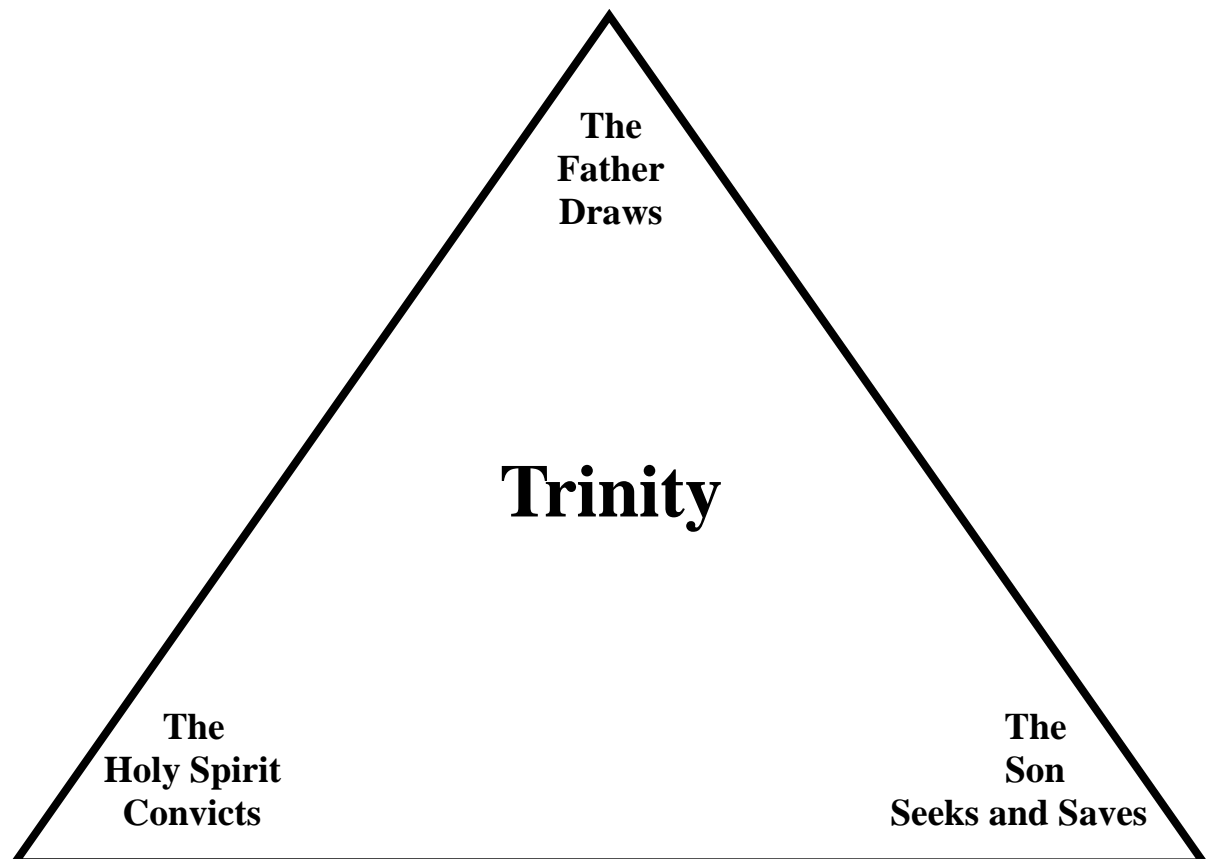 The
Father
Draws
Trinity
The
Holy Spirit
Convicts
The
Son
Seeks and Saves